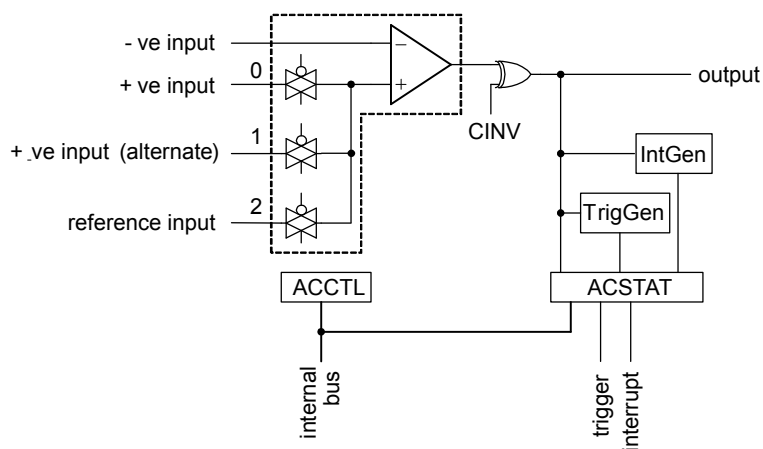 - ve input
0
+ ve input
−
+
output
CINV
1
+ ve input (alternate)
IntGen
2
reference input
TrigGen
ACCTL
ACSTAT
internal
bus
trigger
interrupt